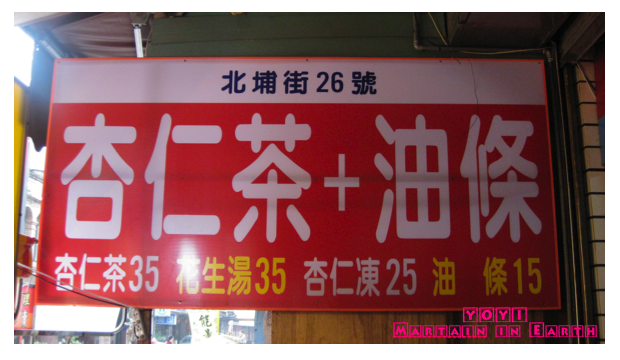 北埔街26號
杏仁茶+油條
杏仁茶35 花生湯35 杏仁凍25 油 條15
YOYI
MARTAIN IN EARTH